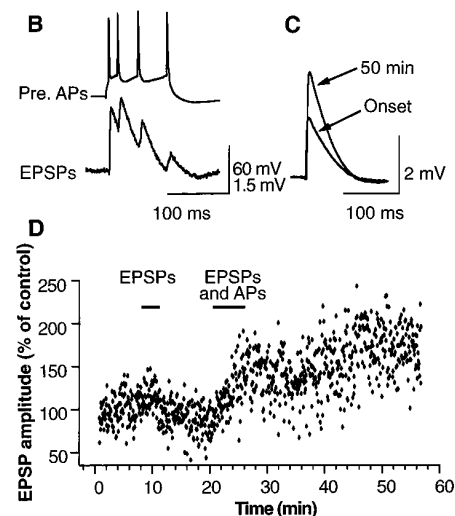 B
C
Pre. APs
EPSPs
60 mV
1.5 mV
100 ms
50 min
Onset
2 mV
100 ms
D
EPSP amplitude (% of control)
250
200
150
100
50
EPSPs
EPSPs
and APs
0
10
20
30
40
50
60
Time (min)